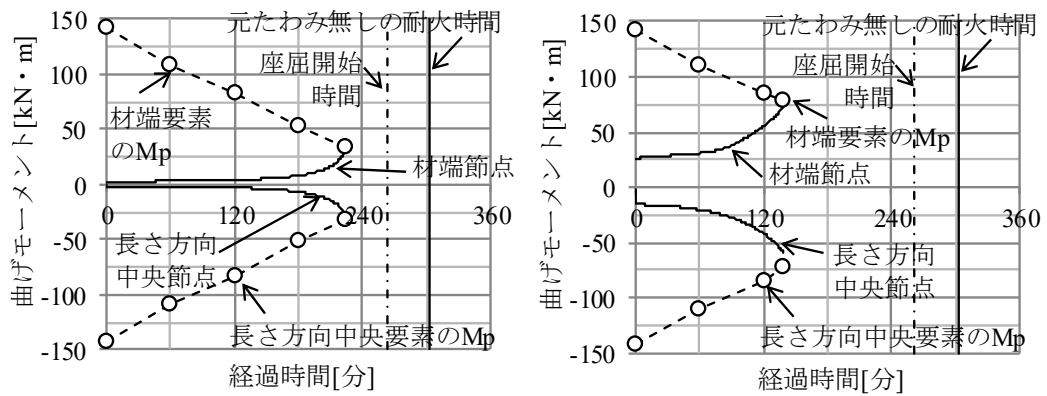 150
100
50
0
-50
-100
-150
曲げモーメント[kN・m]
0
120
240
360
経過時間[分]
元たわみ無しの耐火時間
座屈開始
時間
材端要素
のMp
材端節点
長さ方向
中央節点
長さ方向中央要素のMp
150
100
50
0
-50
-100
-150
曲げモーメント[kN・m]
0
120
240
360
経過時間[分]
元たわみ無しの耐火時間
座屈開始
時間
材端要素のMp
材端節点
長さ方向
中央節点
長さ方向中央要素のMp